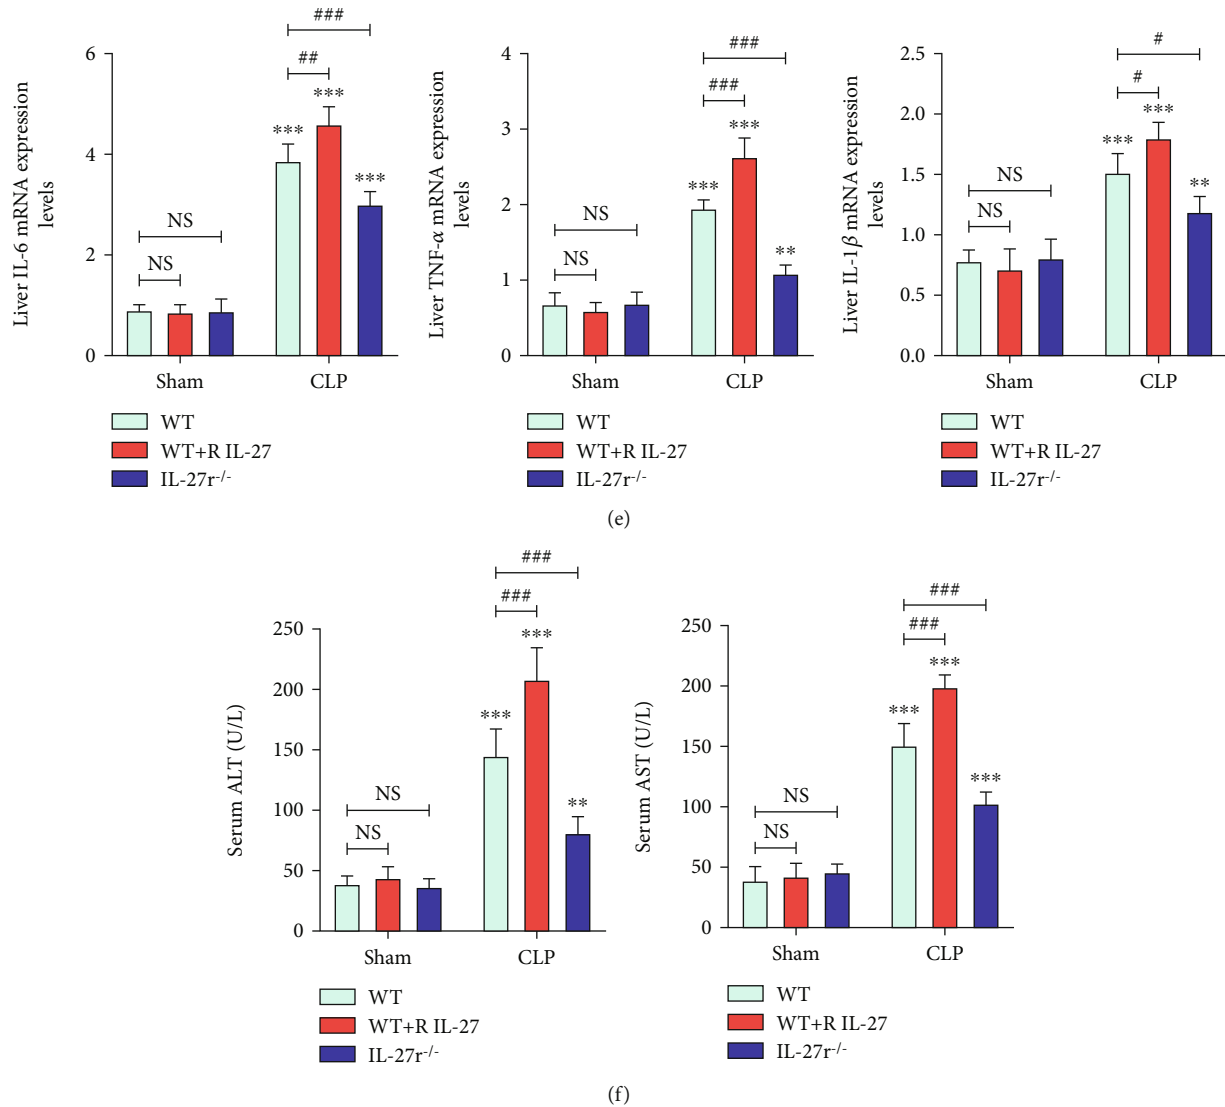 Liver IL-6 mRNA expression
levels
6
4
2
0
NS
NS
***
***
***
##
###
Sham
CLP
WT
WT+R IL-27
IL-27r-/-
Liver TNF-α mRNA expression
levels
4
3
2
1
0
NS
NS
***
***
**
###
###
Sham
CLP
WT
WT+R IL-27
IL-27r-/-
Liver IL-1β mRNA expression
levels
2.5
2.0
1.5
1.0
0.5
0.0
NS
NS
***
***
**
#
#
Sham
CLP
WT
WT+R IL-27
IL-27r-/-
(e)
Serum ALT (U/L)
250
200
150
100
50
0
NS
NS
***
***
**
###
###
Sham
CLP
WT
WT+R IL-27
IL-27r-/-
Serum AST (U/L)
250
200
150
100
50
0
NS
NS
***
***
***
###
###
Sham
CLP
WT
WT+R IL-27
IL-27r-/-
(f)